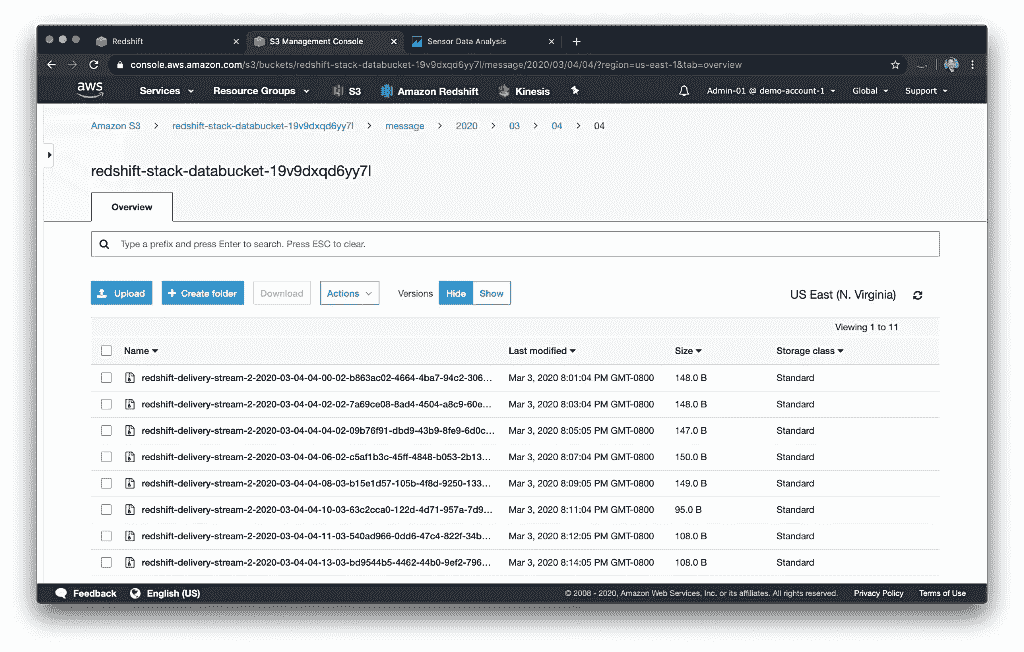 Redshift S3 Management Console Sensor Data Analysis
console.aws.amazon.com/s3/buckets/redshift-stack-databucket-19v9dxqd6yy7l/message/2020/03/04/04/?region=us-east-1&tab=overview
aws Services Resource Groups S3 Amazon Redshift Kinesis Admin-01 @ demo-account-1 Global Support
Amazon S3 > redshift-stack-databucket-19v9dxqd6yy7l > message > 2020 > 03 > 04 > 04
redshift-stack-databucket-19v9dxqd6yy7l
Overview
Type a prefix and press Enter to search. Press ESC to clear.
Upload + Create folder Download Actions Versions Hide Show US East (N. Virginia)
Viewing 1 to 11
Name Last modified Size Storage class
redshift-delivery-stream-2-2020-03-04-04-00-02-b863ac02-4664-4ba7-94c2-306... Mar 3, 2020 8:01:04 PM GMT-0800 148.0 B Standard
redshift-delivery-stream-2-2020-03-04-04-02-02-7a69ce08-8ad4-4504-a8c9-60e... Mar 3, 2020 8:03:04 PM GMT-0800 148.0 B Standard
redshift-delivery-stream-2-2020-03-04-04-04-02-09b76f91-dbd9-43b9-8fe9-6d0c... Mar 3, 2020 8:05:05 PM GMT-0800 147.0 B Standard
redshift-delivery-stream-2-2020-03-04-04-06-02-c5af1b3c-45ff-4848-b053-2b13... Mar 3, 2020 8:07:04 PM GMT-0800 150.0 B Standard
redshift-delivery-stream-2-2020-03-04-04-08-03-b15e1d57-105b-4f8d-9250-133... Mar 3, 2020 8:09:05 PM GMT-0800 149.0 B Standard
redshift-delivery-stream-2-2020-03-04-04-10-03-63c2cca0-122d-4d71-957a-7d9... Mar 3, 2020 8:11:04 PM GMT-0800 95.0 B Standard
redshift-delivery-stream-2-2020-03-04-04-11-03-540ad966-0dd6-47c4-822f-34b... Mar 3, 2020 8:12:05 PM GMT-0800 108.0 B Standard
redshift-delivery-stream-2-2020-03-04-04-13-03-bd9544b5-4462-44b0-9ef2-796... Mar 3, 2020 8:14:05 PM GMT-0800 108.0 B Standard
Feedback English (US) © 2008 - 2020, Amazon Web Services, Inc. or its affiliates. All rights reserved. Privacy Policy Terms of Use